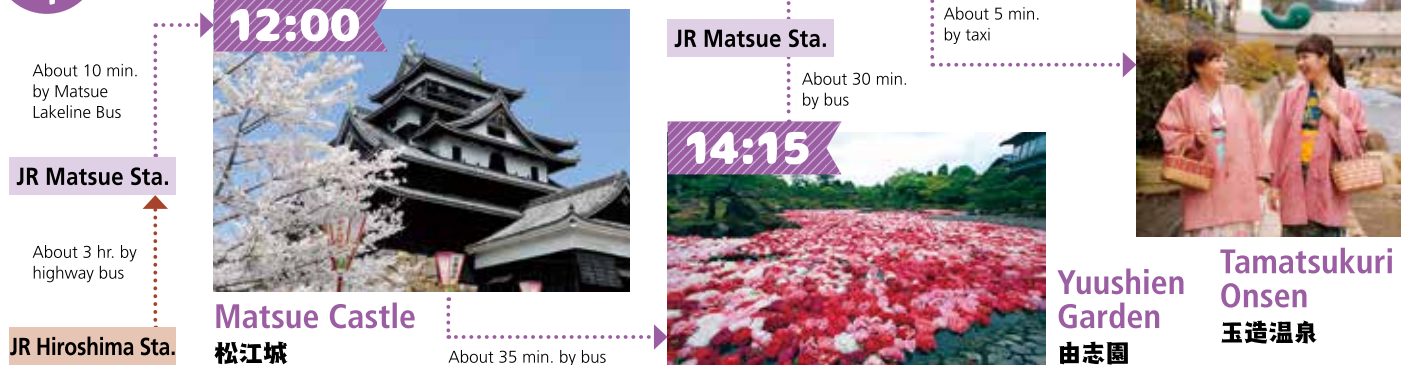 12:00
About 10 min.
by Matsue
Lakeline Bus
JR Matsue Sta.
About 3 hr. by
highway bus
JR Hiroshima Sta.
Matsue Castle
松江城
About 35 min. by bus
JR Matsue Sta.
About 30 min.
by bus
14:15
Yuushien
Garden
由志園
About 5 min.
by taxi
Tamatsukuri
Onsen
玉造温泉